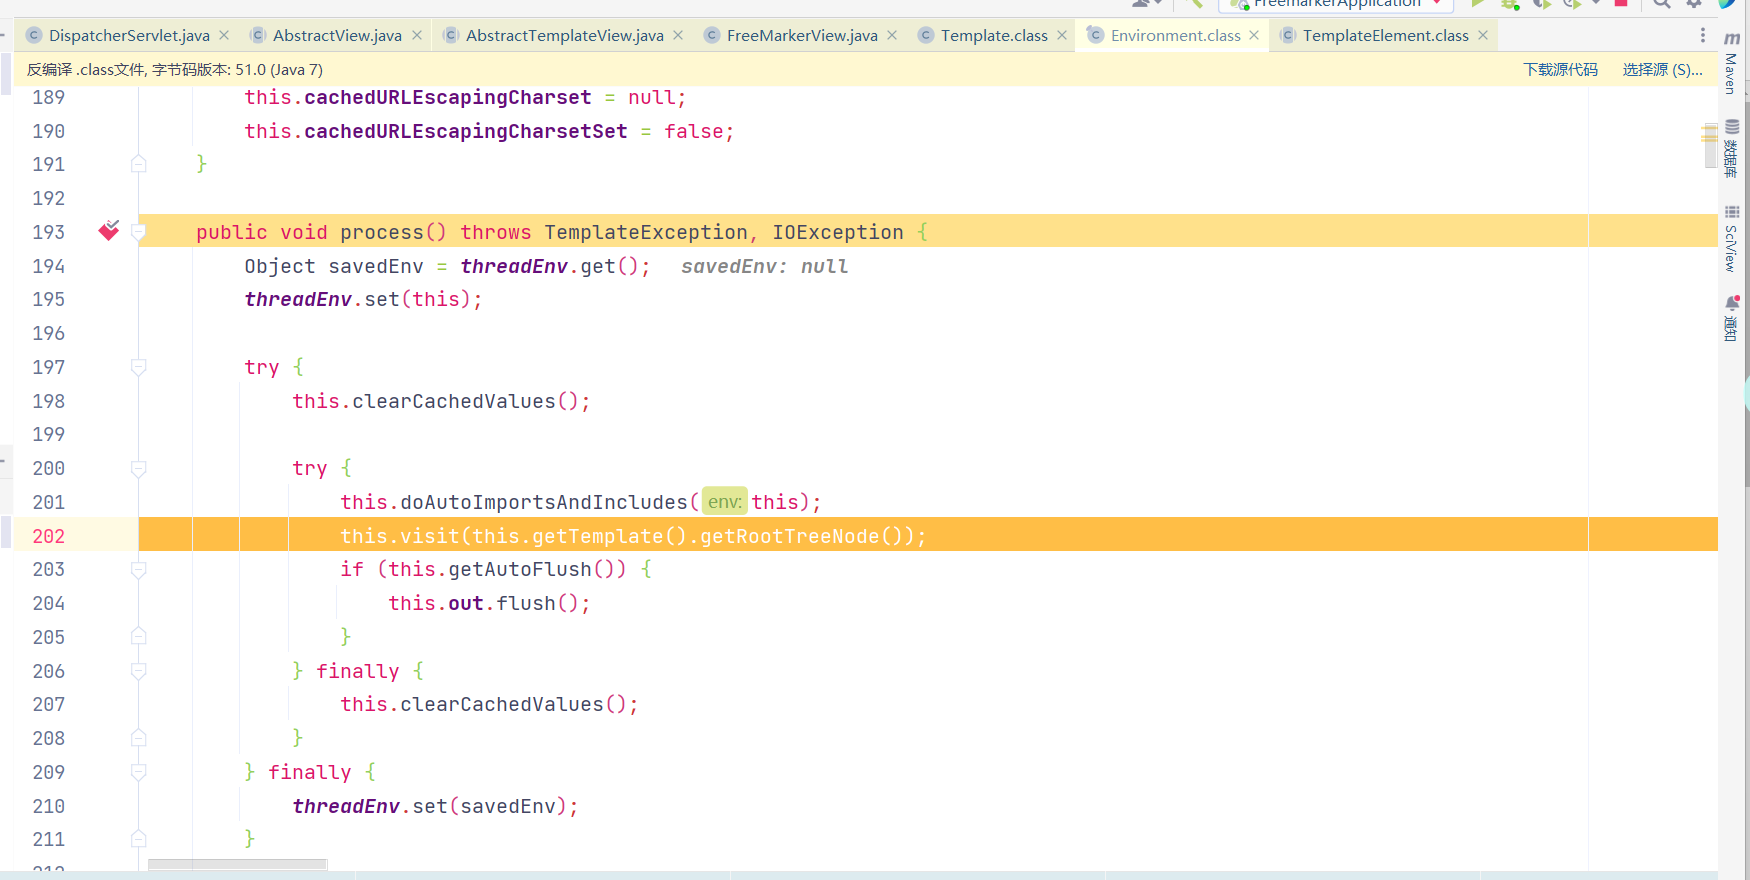 FreemarkerApplication
DispatcherServlet.java AbstractView.java AbstractTemplateView.java FreeMarkerView.java Template.class Environment.class TemplateElement.class
反编译 .class文件, 字节码版本: 51.0 (Java 7) 下载源代码 选择源 (S)...
189 this.cachedURLEscapingCharset = null;
190 this.cachedURLEscapingCharsetSet = false;
191 }
192
193 public void process() throws TemplateException, IOException {
194 Object savedEnv = threadEnv.get(); savedEnv: null
195 threadEnv.set(this);
196
197 try {
198 this.clearCachedValues();
199
200 try {
201 this.doAutoImportsAndIncludes( env: this);
202 this.visit(this.getTemplate().getRootTreeNode());
203 if (this.getAutoFlush()) {
204 this.out.flush();
205 }
206 } finally {
207 this.clearCachedValues();
208 }
209 } finally {
210 threadEnv.set(savedEnv);
211 }
212
m Maven
数据库
SciView
通知